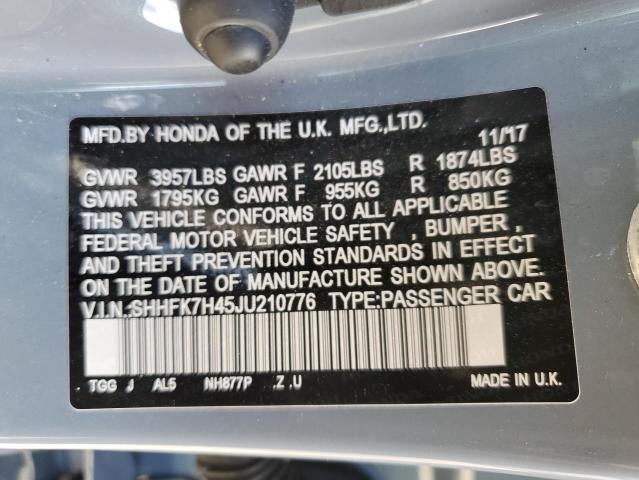 MFD.BY HONDA OF THE U.K. MFG.,LTD. 11/17
GVWR 3957LBS GAWR F 2105LBS R 1874LBS
GVWR 1795KG GAWR F 955KG R 850KG
THIS VEHICLE CONFORMS TO ALL APPLICABLE
FEDERAL MOTOR VEHICLE SAFETY , BUMPER ,
AND THEFT PREVENTION STANDARDS IN EFFECT
ON THE DATE OF MANUFACTURE SHOWN ABOVE.
V.I.N.:SHHFK7H45JU210776 TYPE:PASSENGER CAR
TGG J AL5 NH877P .Z .U MADE IN U.K.